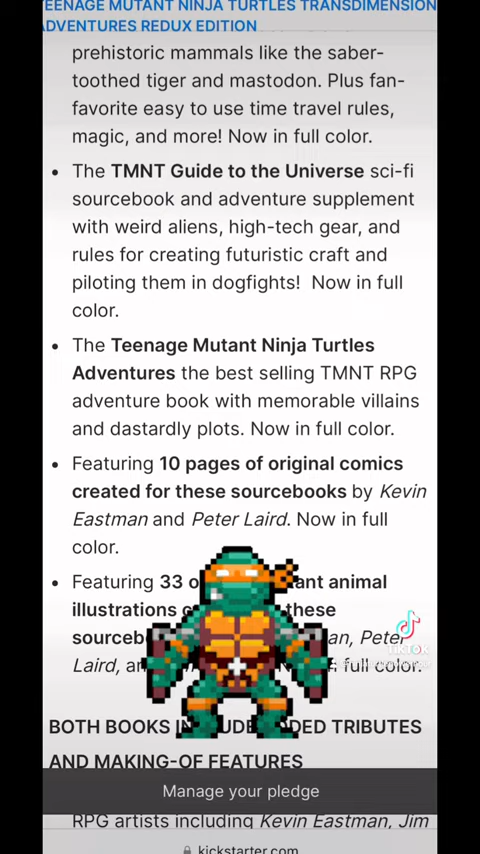 TEENAGE MUTANT NINJA TURTLES TRANSDIMENSION
ADVENTURES REDUX EDITION
prehistoric mammals like the saber-
toothed tiger and mastodon. Plus fan-
favorite easy to use time travel rules,
magic, and more! Now in full color.
• The TMNT Guide to the Universe sci-fi
sourcebook and adventure supplement
with weird aliens, high-tech gear, and
rules for creating futuristic craft and
piloting them in dogfights! Now in full
color.
• The Teenage Mutant Ninja Turtles
Adventures the best selling TMNT RPG
adventure book with memorable villains
and dastardly plots. Now in full color.
• Featuring 10 pages of original comics
created for these sourcebooks by Kevin
Eastman and Peter Laird. Now in full
color.
• Featuring 33 o ant animal
illustrations these
sourceb an, Peter
Laird, full color.
BOTH BOOKS IN UDE DED TRIBUTES
AND MAKING-OF FEATURES
Manage your pledge
RPG artists including Kevin Eastman, Jim
kickstarter.com
TikTok